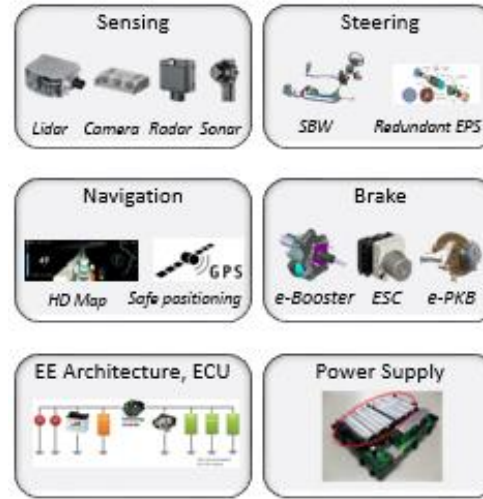 Sensing
Lidar Camera Radar Sonar
Steering
SBW Redundant EPS
Navigation
GPS
HD Map Safe positioning
Brake
e-Booster ESC e-PKB
EE Architecture, ECU
Power Supply